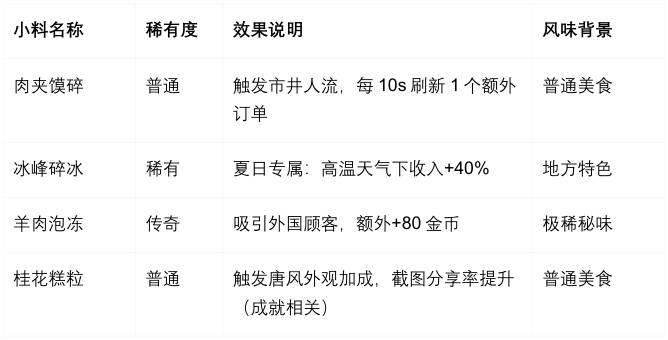 小料名称 稀有度 效果说明 风味背景
肉夹馍碎 普通 触发市井人流，每 10s 刷新 1 个额外 普通美食
订单
冰峰碎冰 稀有 夏日专属：高温天气下收入+40% 地方特色
羊肉泡冻 传奇 吸引外国顾客，额外+80 金币 极稀秘味
桂花糕粒 普通 触发唐风外观加成，截图分享率提升 普通美食
（成就相关）